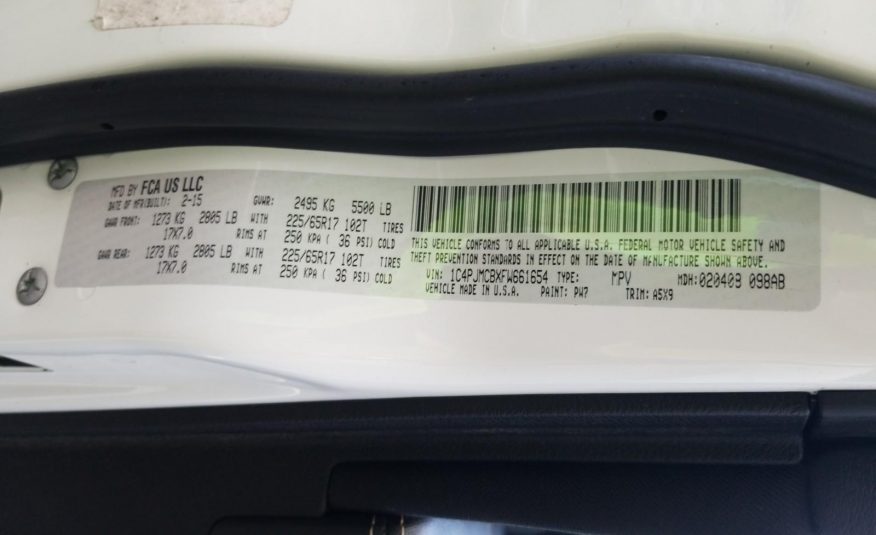 MFD BY FCA US LLC
DATE OF MFR(BUILT): 2-15 GVWR: 2495 KG 5500 LB
GAWR FRONT: 1273 KG 2805 LB WITH 225/65R17 102T TIRES
17X7.0 RIMS AT 250 KPA ( 36 PSI) COLD
GAWR REAR: 1273 KG 2805 LB WITH 225/65R17 102T TIRES
17X7.0 RIMS AT 250 KPA ( 36 PSI) COLD
THIS VEHICLE CONFORMS TO ALL APPLICABLE U.S.A. FEDERAL MOTOR VEHICLE SAFETY AND
THEFT PREVENTION STANDARDS IN EFFECT ON THE DATE OF MANUFACTURE SHOWN ABOVE.
VIN: 1C4PJMCBXFW661654 TYPE: MPV MDH:020403 098AB
VEHICLE MADE IN U.S.A. PAINT: PW7 TRIM: A5X9